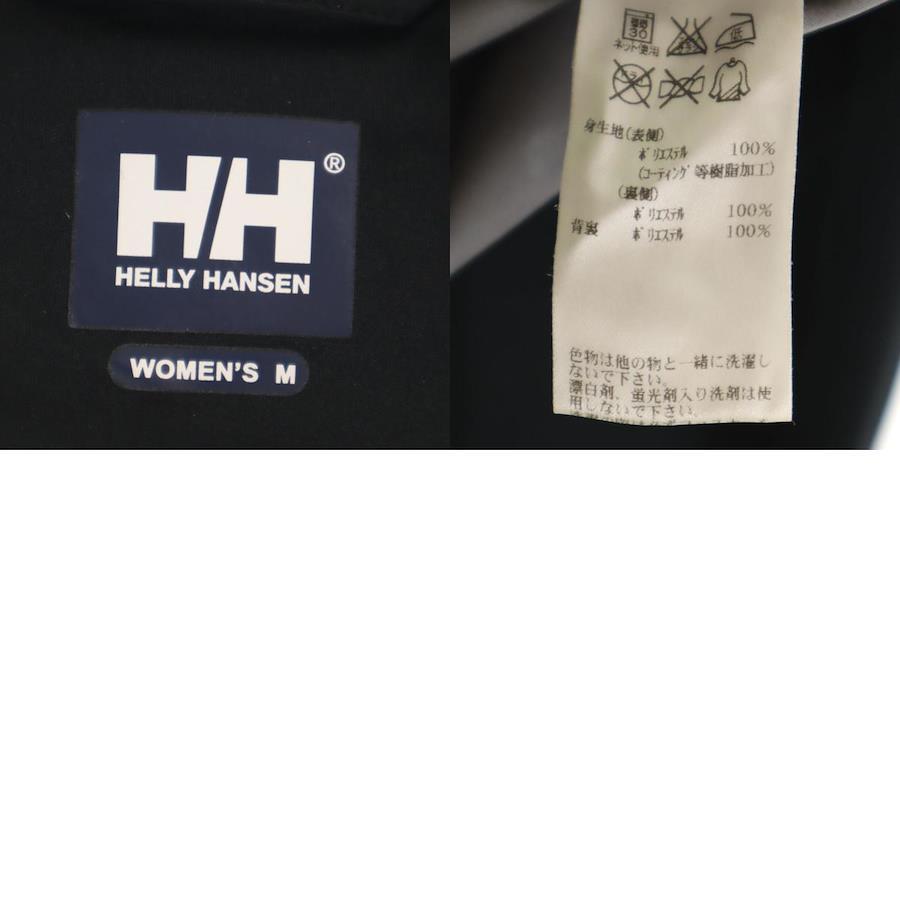 HH®
HELLY HANSEN
WOMEN'S M
弱
30
ネット使用
低
ドライ
身生地(表側)
ポリエステル 100%
(コーティング等樹脂加工)
(裏側)
ポリエステル 100%
背裏 ポリエステル 100%
色物は他の物と一緒に洗濯し
ないで下さい。
漂白剤、蛍光剤入り洗剤は使
用しないで下さい。